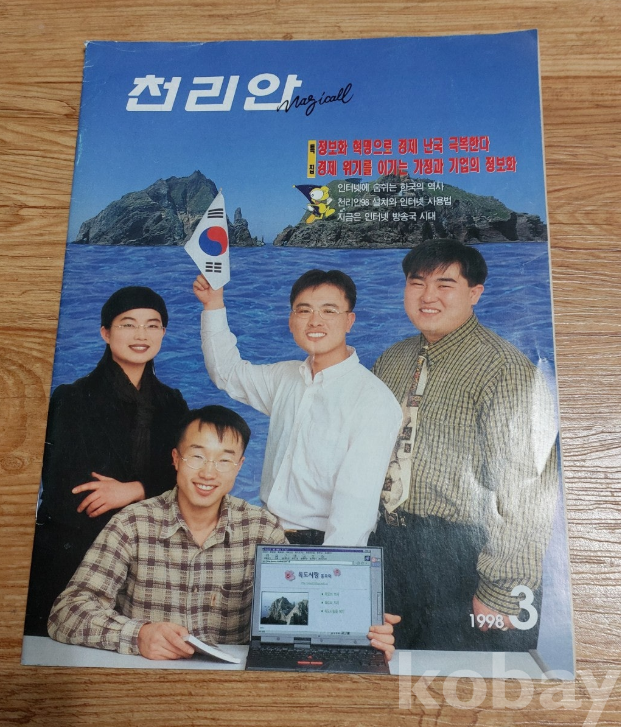 천리안
Magicall
특집
정보화 혁명으로 경제 난국 극복한다
경제 위기를 이기는 가정과 기업의 정보화
인터넷에 숨쉬는 한국의 역사
천리안98 설치와 인터넷 사용법
지금은 인터넷 방송국 시대
독도사랑
1998 3
kobay